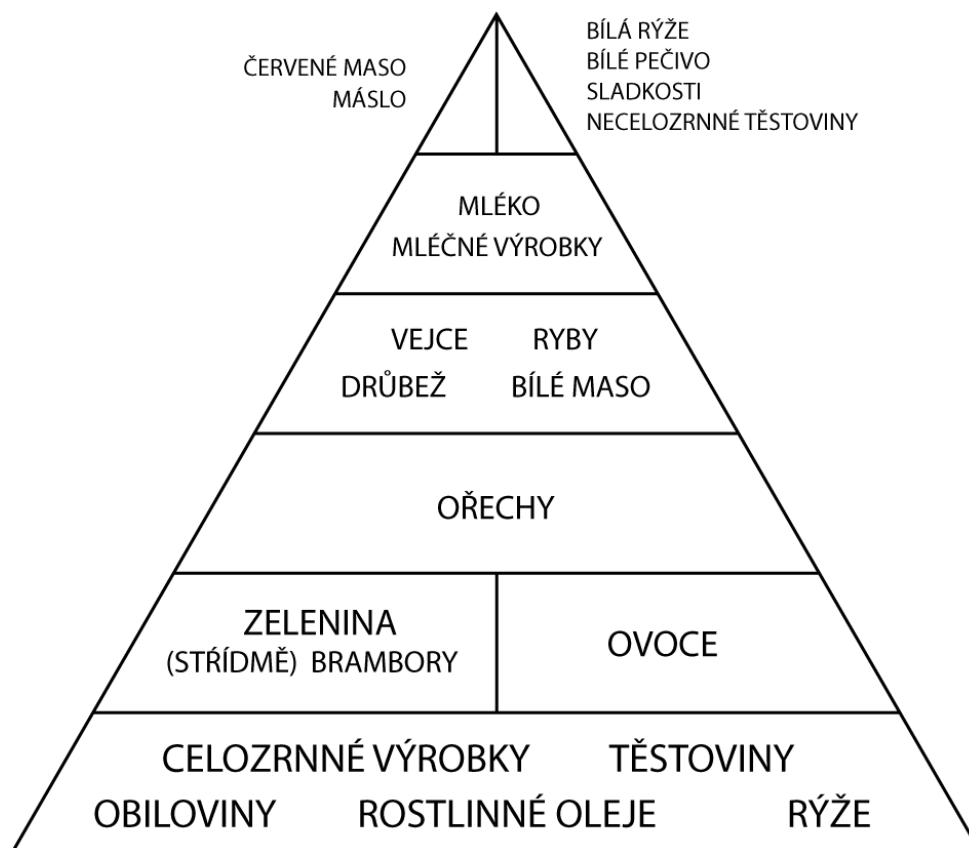 ČERVENÉ MASO
MÁSLO
BÍLÁ RÝŽE
BÍLÉ PEČIVO
SLADKOSTI
NECELOZRNNÉ TĚSTOVINY
MLÉKO
MLÉČNÉ VÝROBKY
VEJCE RYBY
DRŮBEŽ BÍLÉ MASO
OŘECHY
ZELENINA
(STŘÍDMĚ) BRAMBORY
OVOCE
CELOZRNNÉ VÝROBKY TĚSTOVINY
OBILOVINY ROSTLINNÉ OLEJE RÝŽE